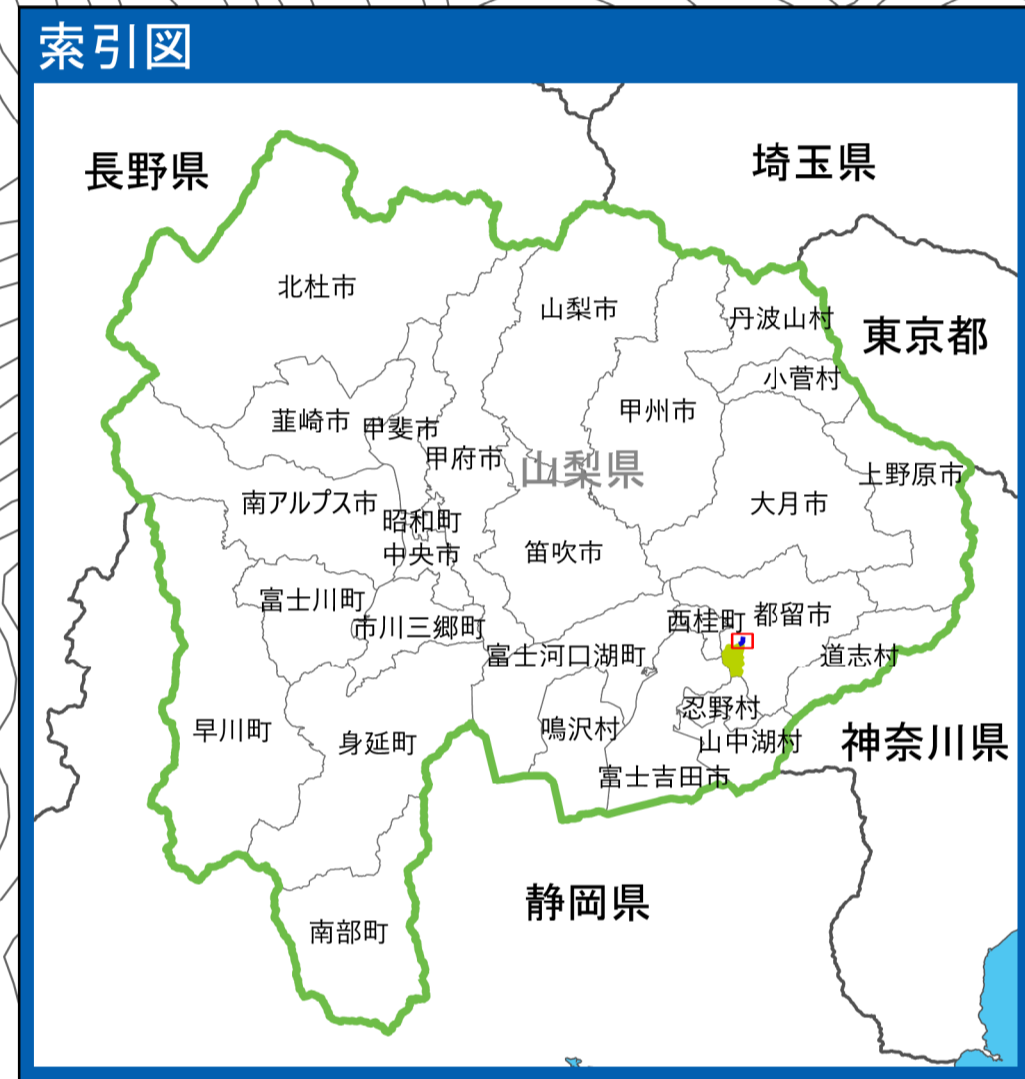 索引図
長野県
埼玉県
北杜市
山梨市
丹波山村
東京都
小菅村
韮崎市
甲斐市
甲州市
甲府市
山梨県
上野原市
南アルプス市
昭和町
大月市
中央市
笛吹市
富士川町
市川三郷町
西桂町
都留市
富士河口湖町
道志村
早川町
身延町
鳴沢村
忍野村
山中湖村
神奈川県
富士吉田市
静岡県
南部町